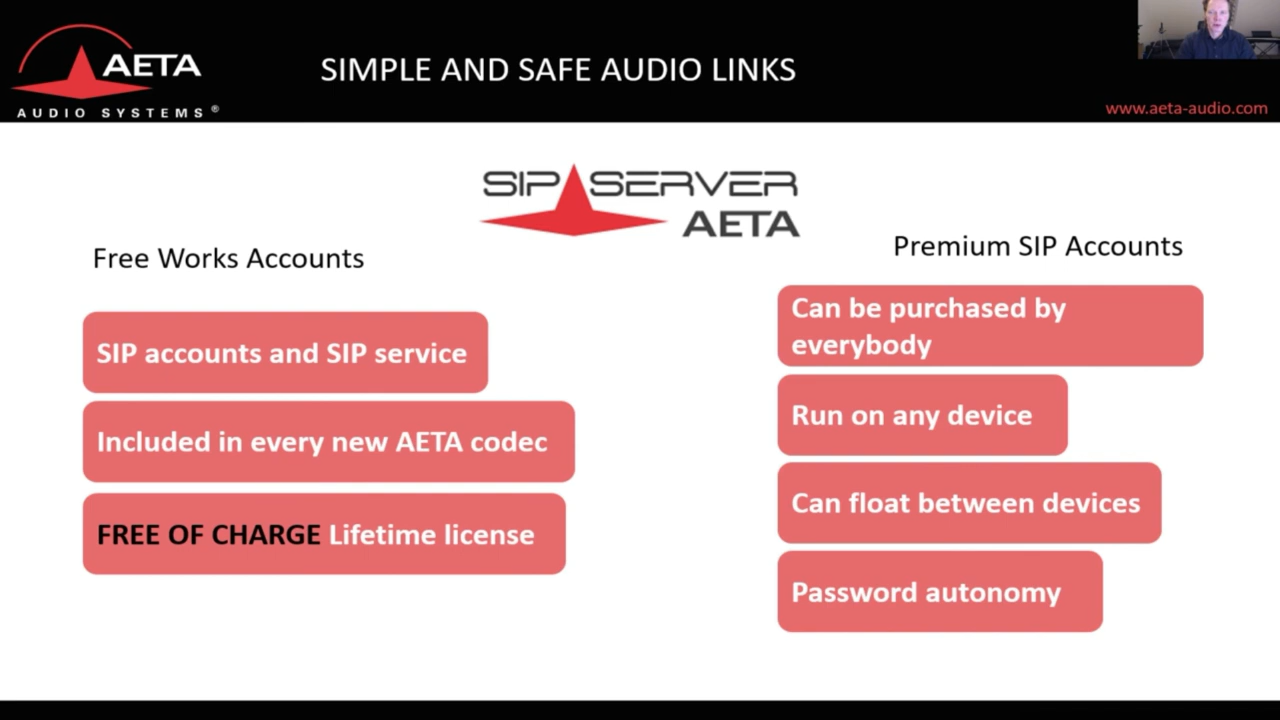 AETA
AUDIO SYSTEMS ®
SIMPLE AND SAFE AUDIO LINKS
www.aeta-audio.com
SIP SERVER
AETA
Free Works Accounts
SIP accounts and SIP service
Included in every new AETA codec
FREE OF CHARGE Lifetime license
Premium SIP Accounts
Can be purchased by
everybody
Run on any device
Can float between devices
Password autonomy